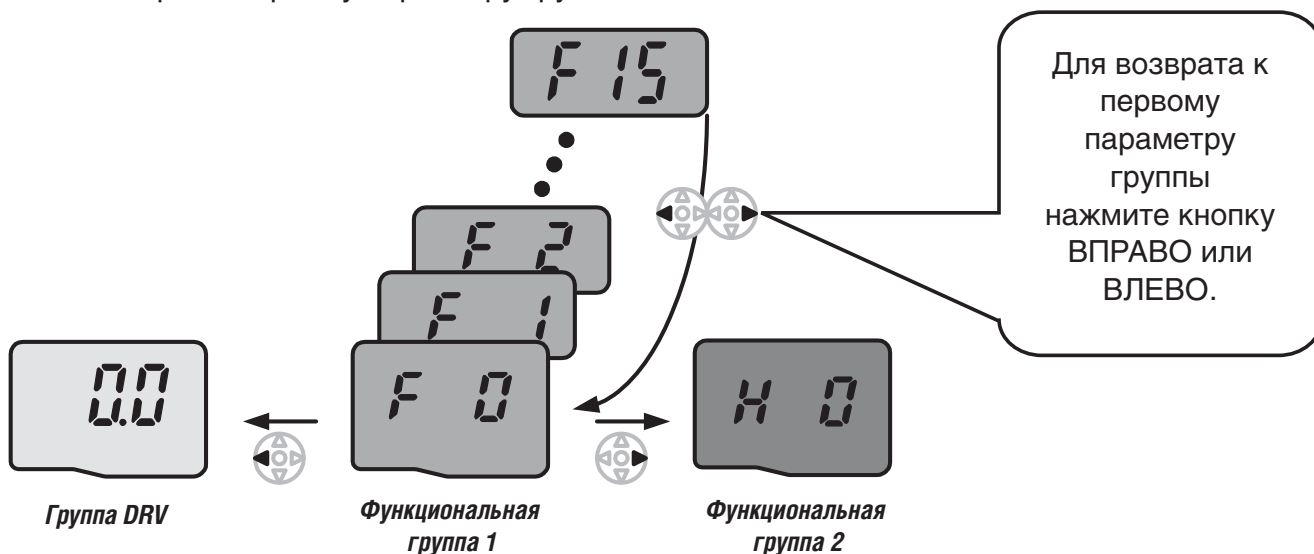 F 15
Для возврата к
первому
параметру
группы
нажмите кнопку
ВПРАВО или
ВЛЕВО.
F 2
F 1
0.0
F 0
H 0
Группа DRV
Функциональная
группа 1
Функциональная
группа 2